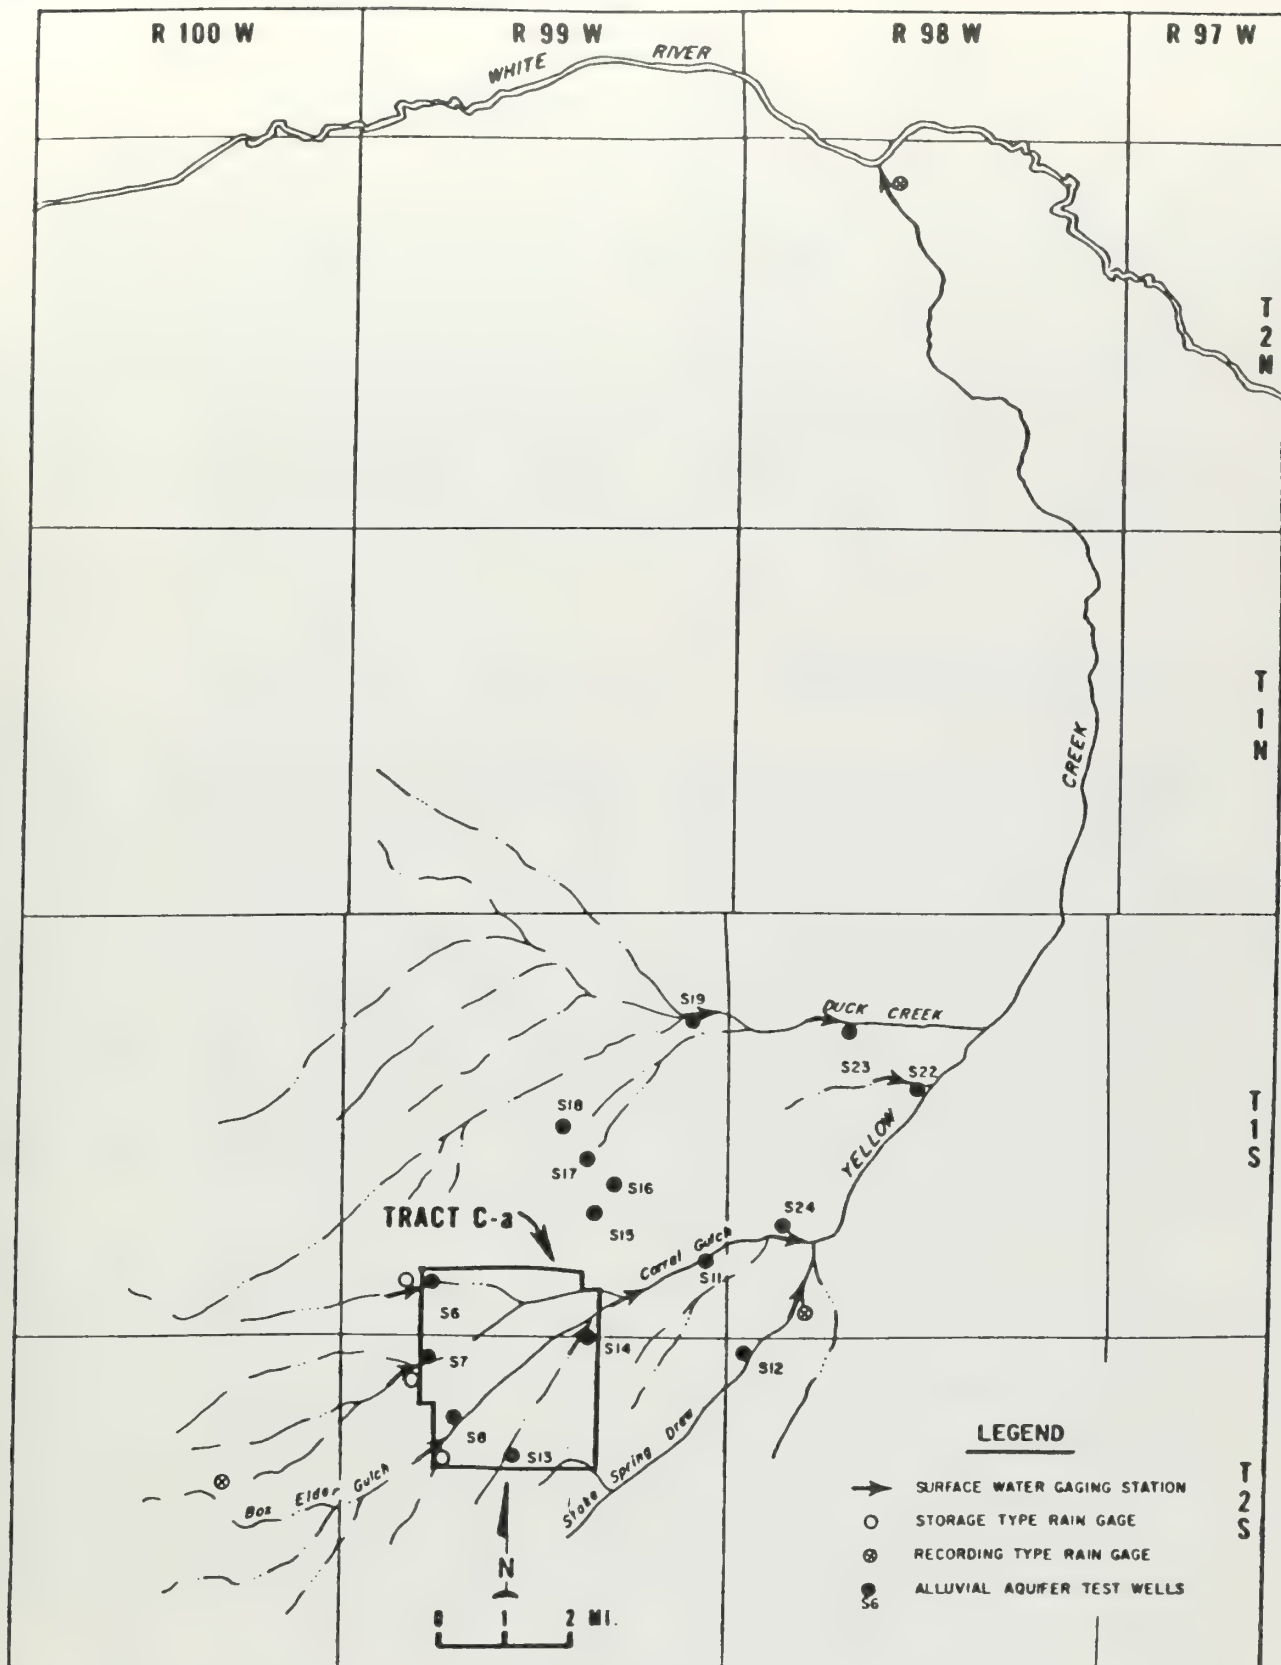 R 100 W
R 99 W
R 98 W
R 97 W
WHITE RIVER
T 2 N
T 1 N
CREEK
S19
DUCK CREEK
S23
S22
S18
T 1 S
YELLOW
S17
S16
S24
TRACT C-a
S15
Corral Gulch
S11
S6
S14
S7
S12
S8
S13
Stake Spring Draw
Box Elder Gulch
T 2 S
LEGEND
SURFACE WATER GAGING STATION
STORAGE TYPE RAIN GAGE
RECORDING TYPE RAIN GAGE
ALLUVIAL AQUIFER TEST WELLS
S6
N
0 1 2 MI.